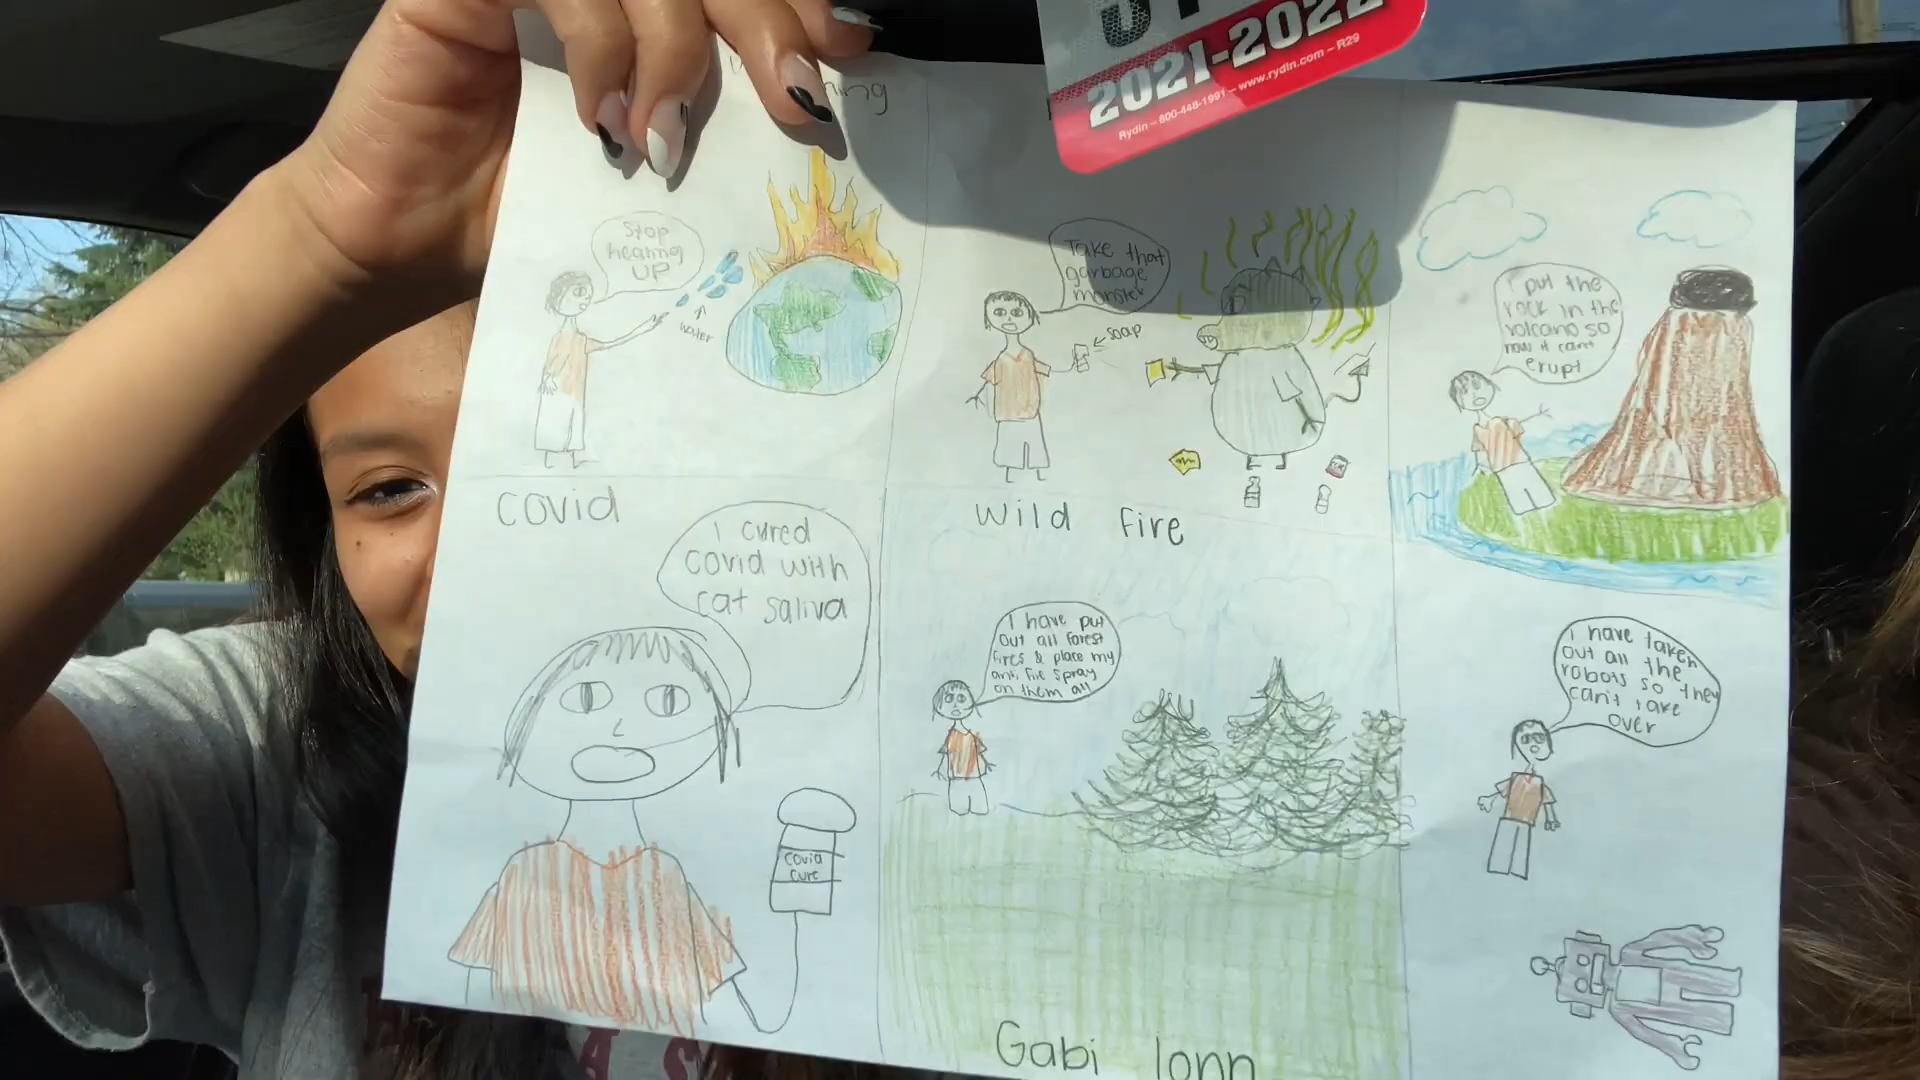 2021-2022
Rydin – 800-448-1991 – www.rydin.com – R29
Stop
heating
UP
water
Take that
garbage
monster
soap
I put the
rock in the
volcano so
now it cant
erupt
covid
I cured
covid with
cat saliva
covid
cure
Wild Fire
I have put
out all forest
fires & place my
anti fire spray
on them all
I have taken
out all the
robots so they
can't take
over
Gabi